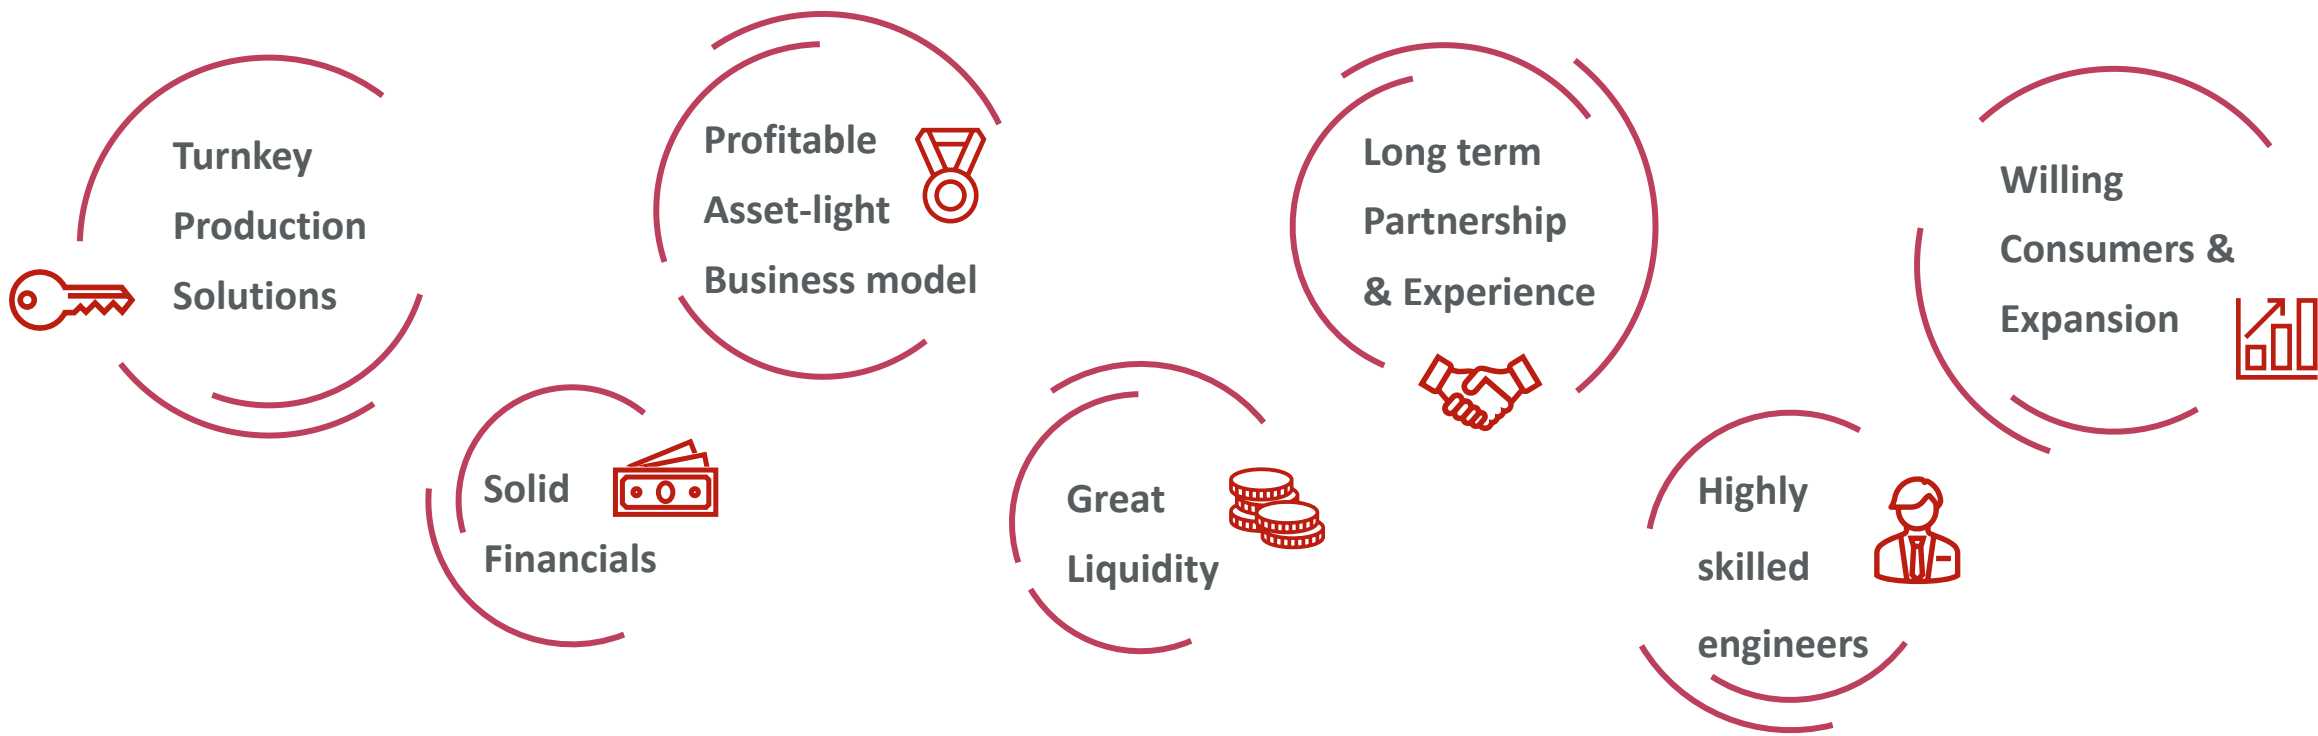 Turnkey
Production
Solutions
Solid
Financials
Profitable
Asset-light
Business model
Great
Liquidity
Long term
Partnership
& Experience
Highly
skilled
engineers
Willing
Consumers &
Expansion